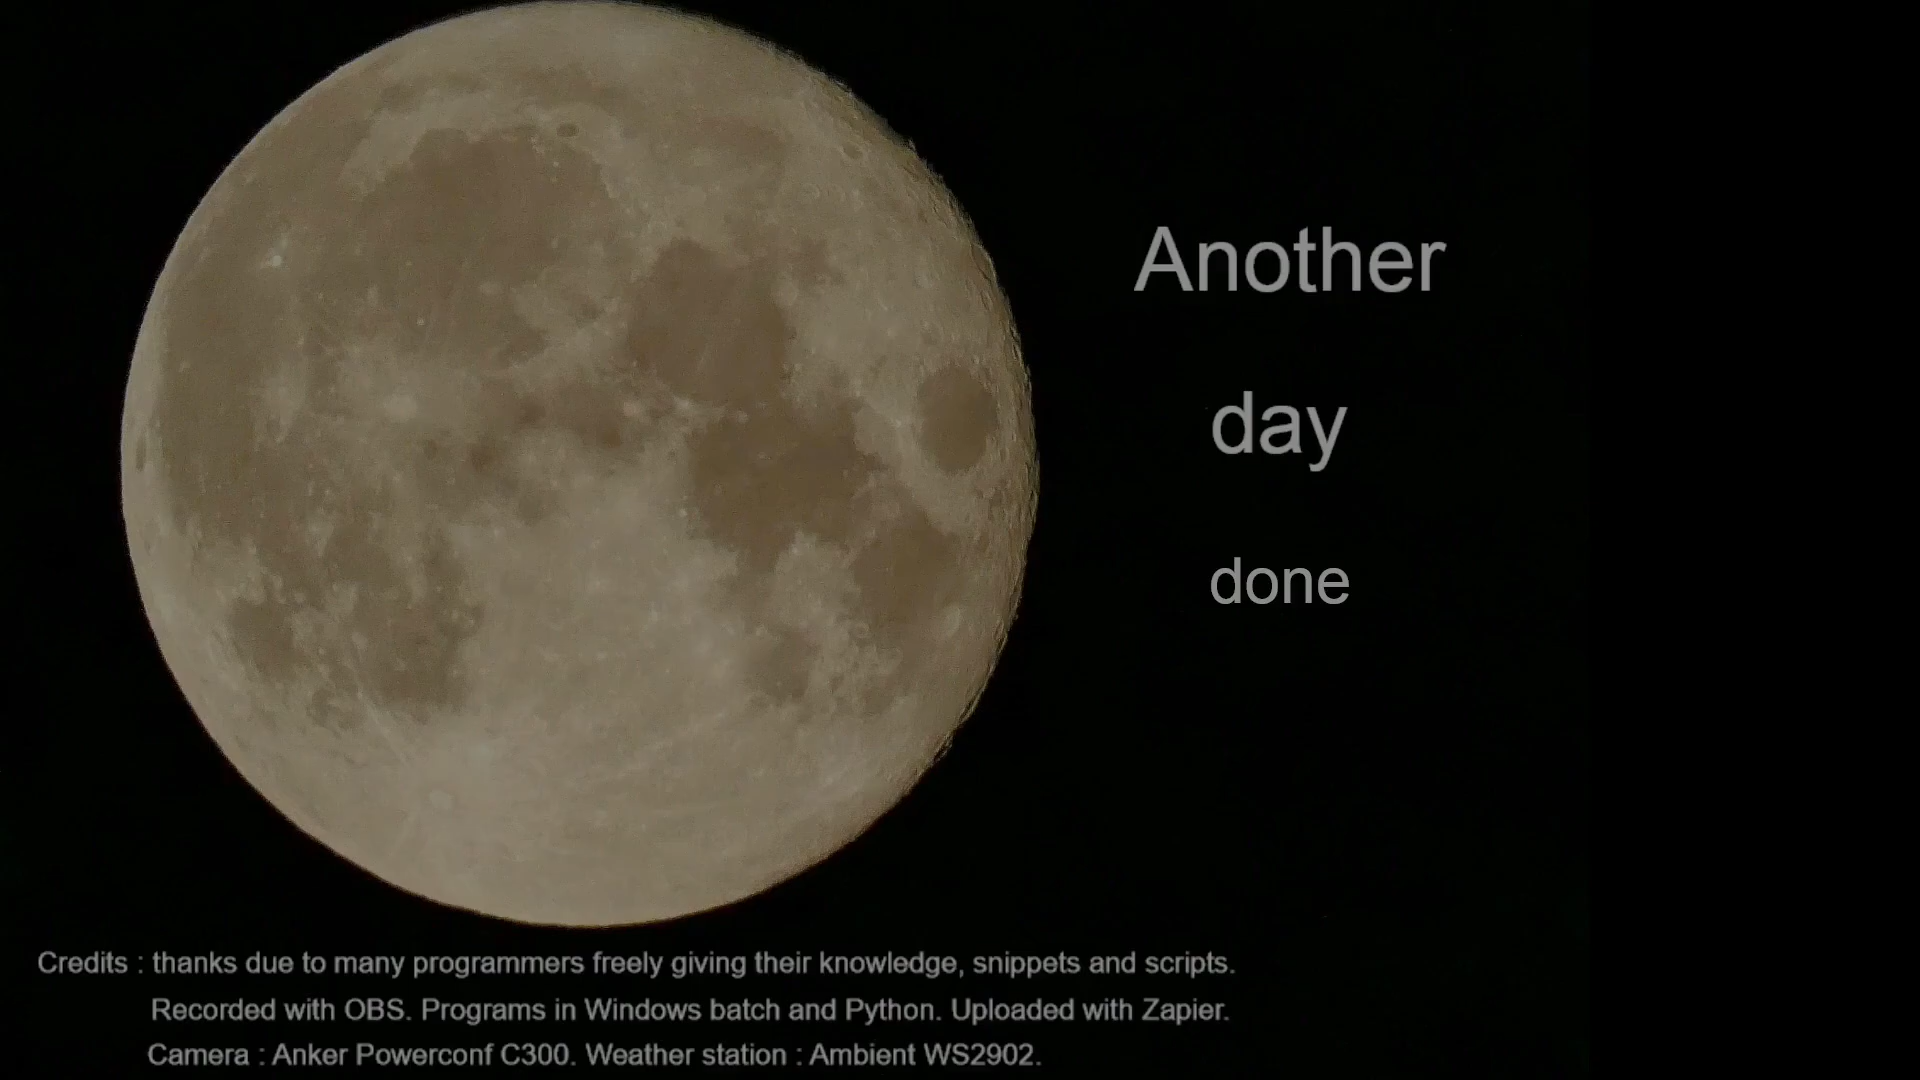 Another
day
done
Credits : thanks due to many programmers freely giving their knowledge, snippets and scripts.
Recorded with OBS. Programs in Windows batch and Python. Uploaded with Zapier.
Camera : Anker Powerconf C300. Weather station : Ambient WS2902.